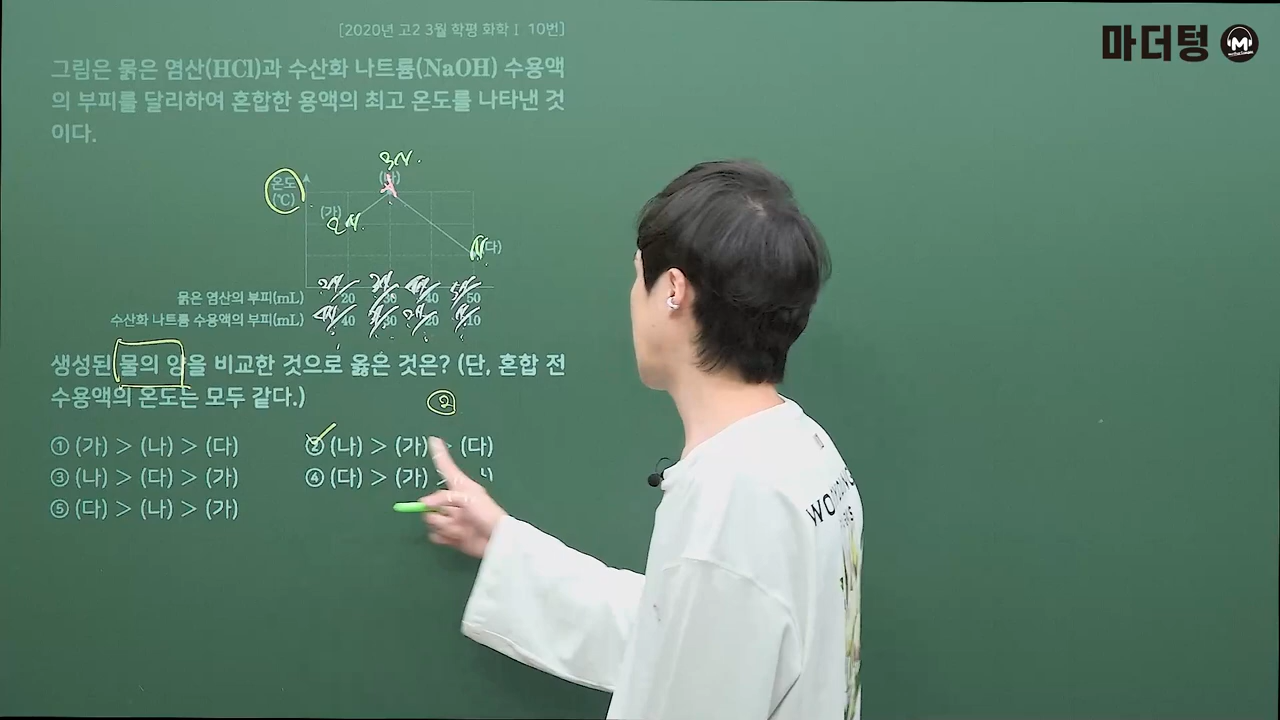 [2020년 고2 3월 학평 화학 I 10번]
마더텅
그림은 묽은 염산(HCl)과 수산화 나트륨(NaOH) 수용액
의 부피를 달리하여 혼합한 용액의 최고 온도를 나타낸 것
이다.
3N.
온도
(℃)
(나)
(가)
2N.
N
(다)
묽은 염산의 부피(mL) 20 30 40 50
수산화 나트륨 수용액의 부피(mL) 40 30 20 10
생성된 물의 양을 비교한 것으로 옳은 것은? (단, 혼합 전
수용액의 온도는 모두 같다.)
②
① (가) > (나) > (다) ② (나) > (가) > (다)
③ (나) > (다) > (가) ④ (다) > (가) >
⑤ (다) > (나) > (가)